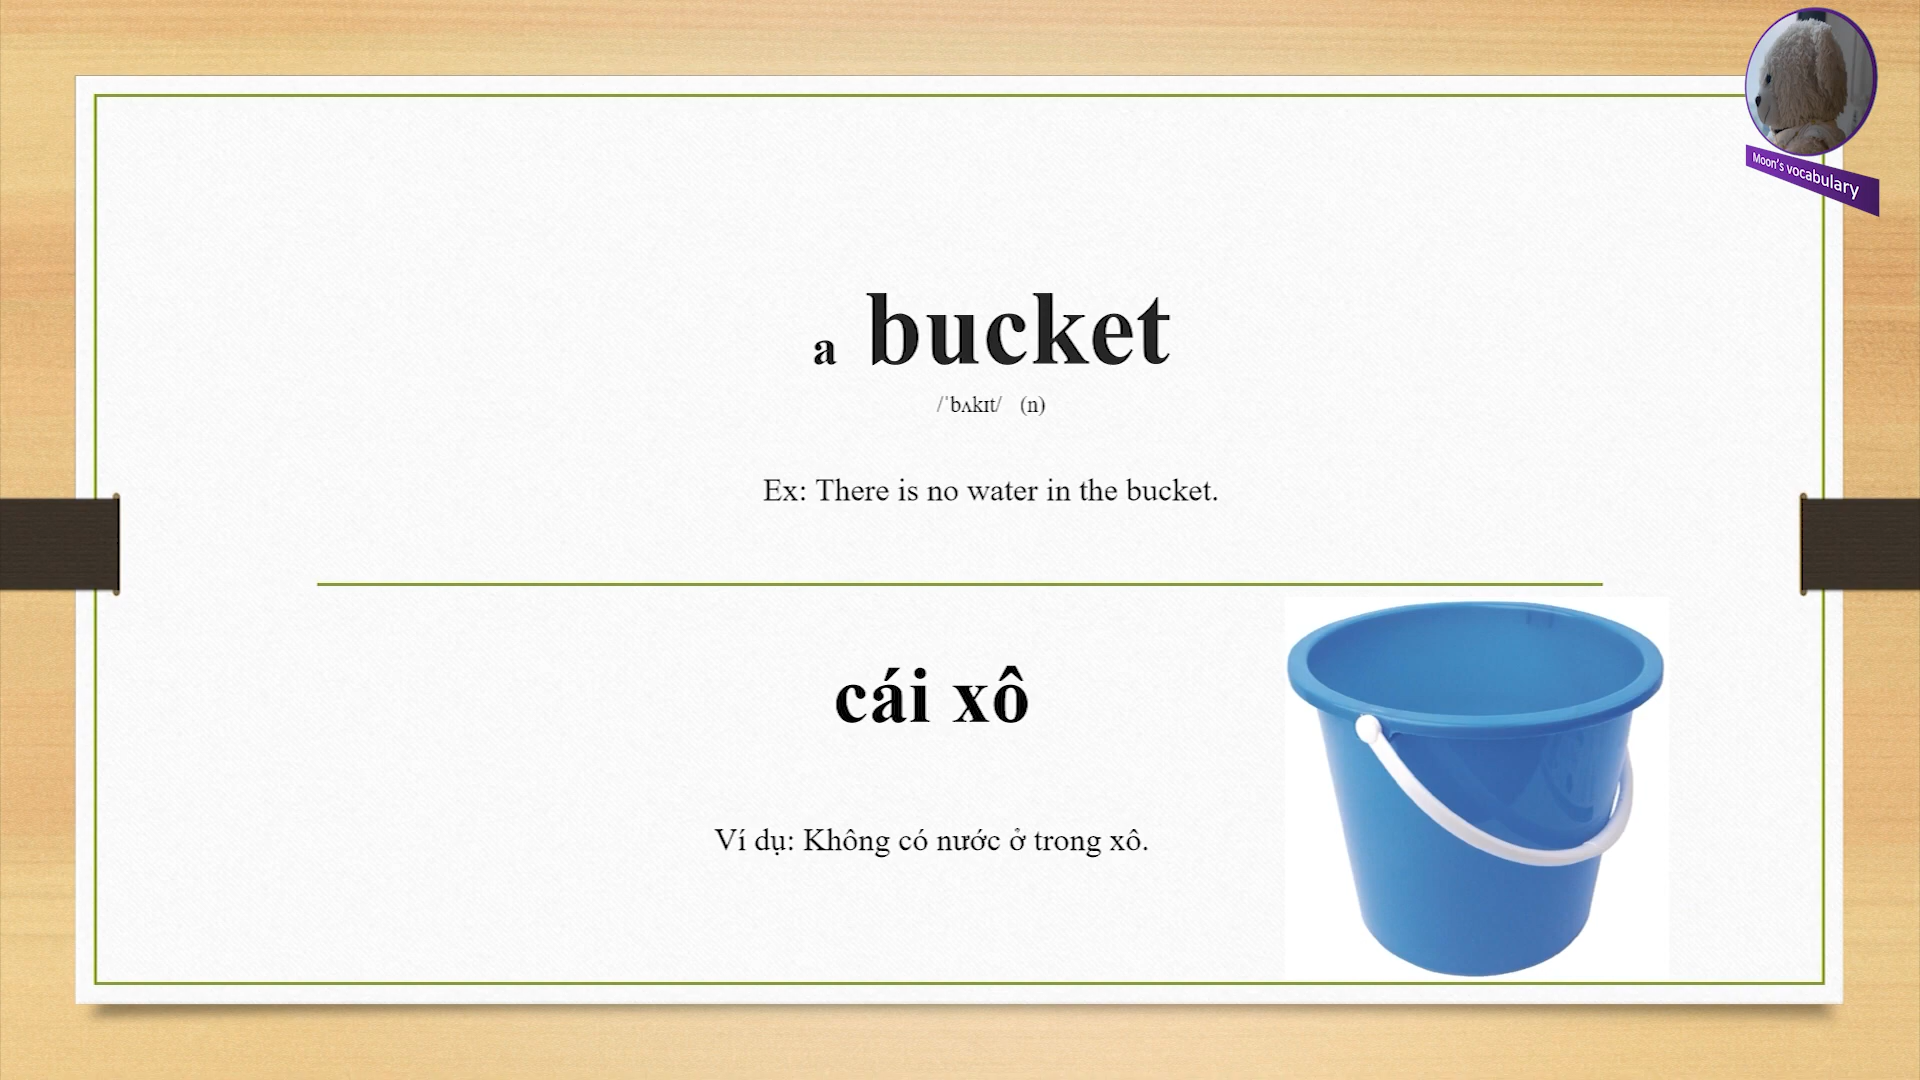 Moon's vocabulary
a bucket
/ˈbʌkɪt/ (n)
Ex: There is no water in the bucket.
cái xô
Ví dụ: Không có nước ở trong xô.